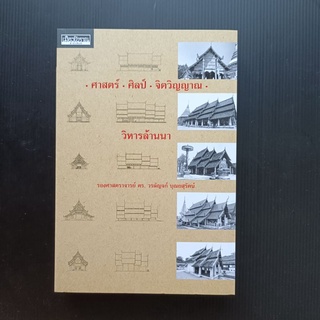 • ศาสตร์ • ศิลป์ • จิตวิญญาณ •
วิหารล้านนา
รองศาสตราจารย์ ดร. วรลัญจก์ บุณยสุรัตน์